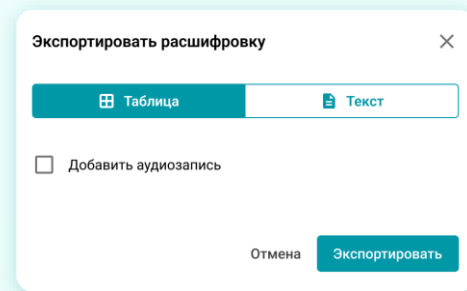 Экспортировать расшифровку
Таблица
Текст
Добавить аудиозапись
Отмена
Экспортировать